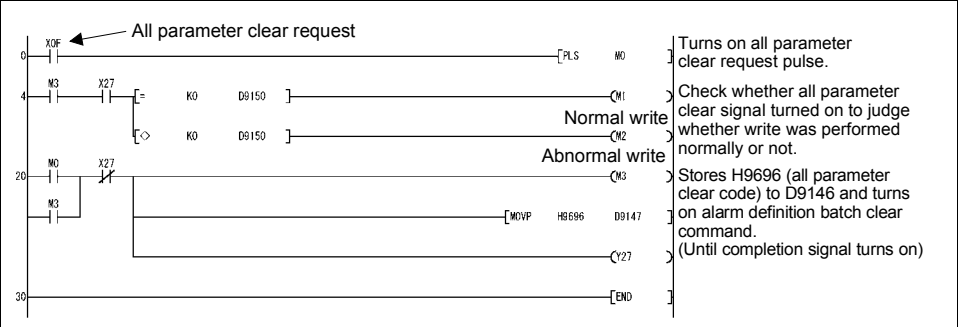 All parameter clear request
X0F
0
[PLS M0 ]
Turns on all parameter
clear request pulse.
M3 X27
4
[= K0 D9150 ]
(M1 )
Normal write
[<> K0 D9150 ]
(M2 )
Abnormal write
Check whether all parameter
clear signal turned on to judge
whether write was performed
normally or not.
M0 X27
20
(M3 )
M3
[MOVP H9696 D9147 ]
(Y27 )
Stores H9696 (all parameter
clear code) to D9146 and turns
on alarm definition batch clear
command.
(Until completion signal turns on)
30
[END ]